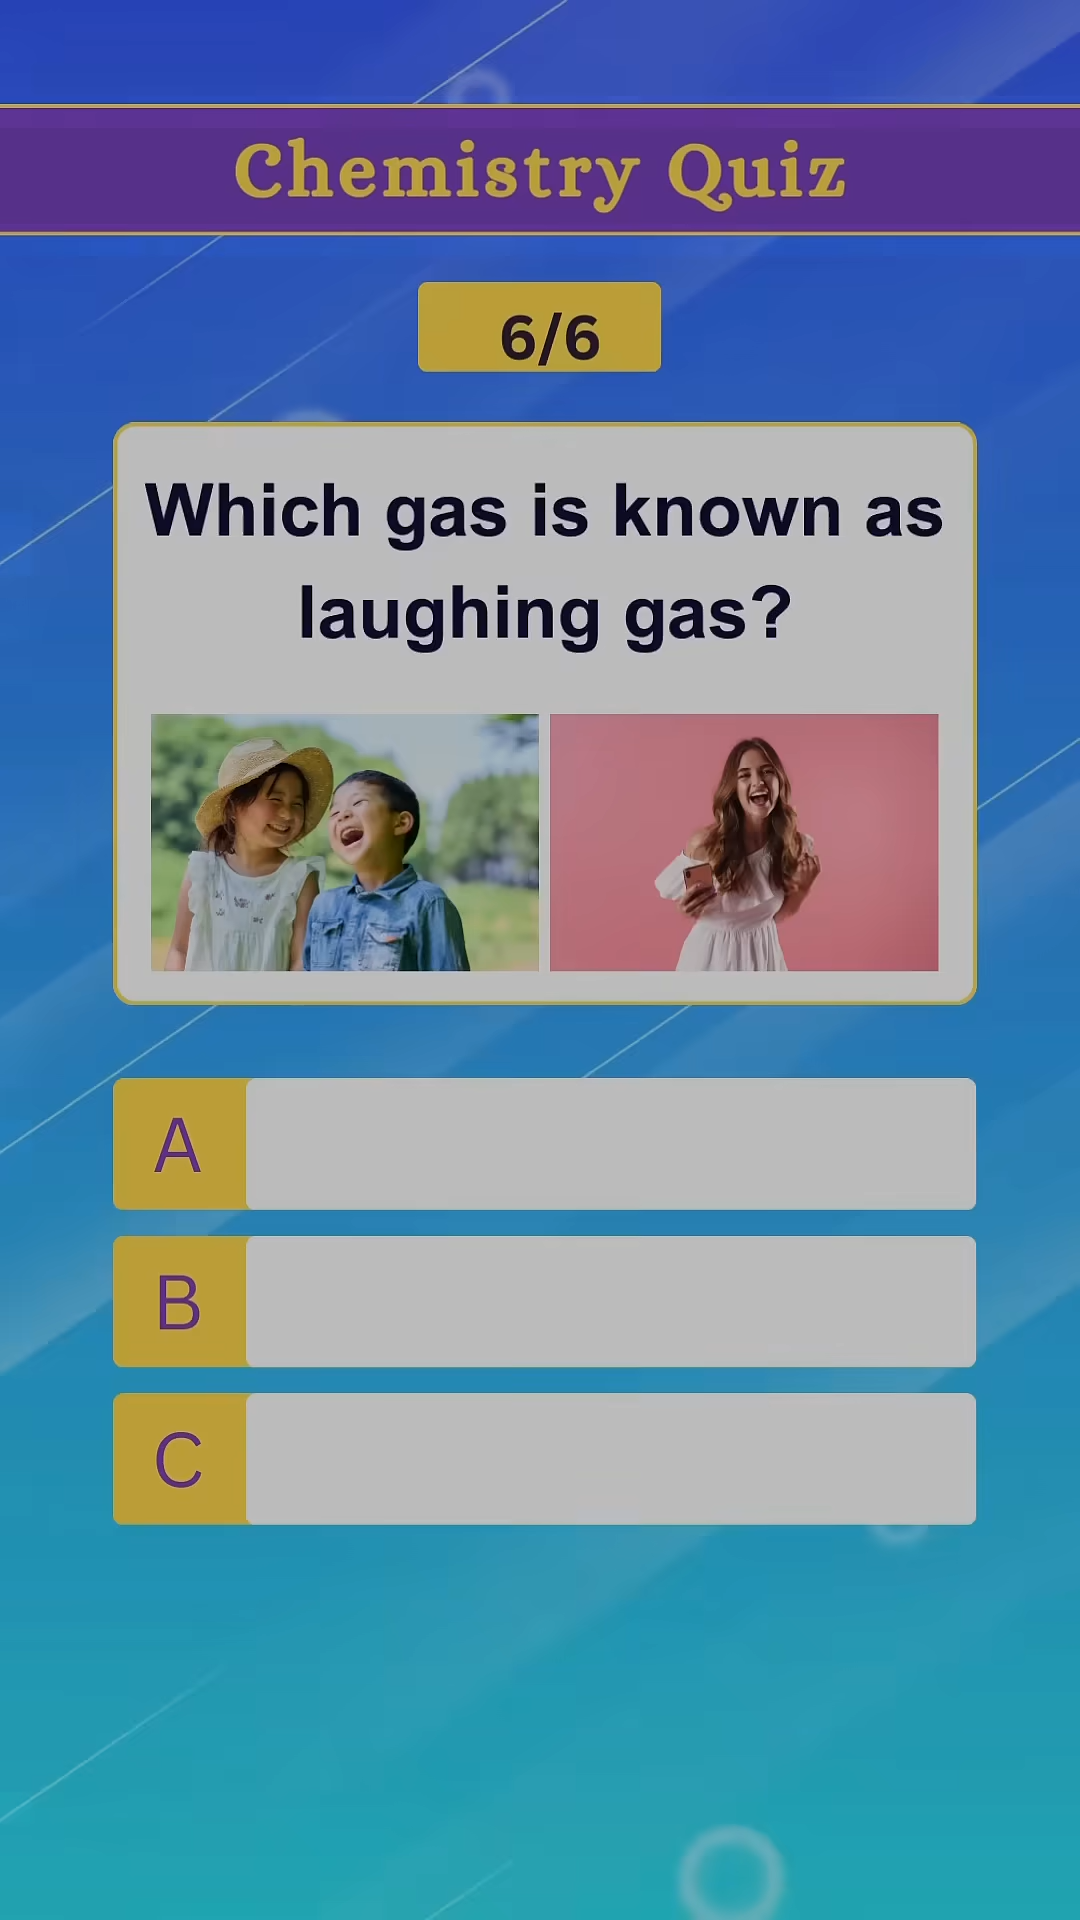 Chemistry Quiz
6/6
Which gas is known as
laughing gas?
A
B
C